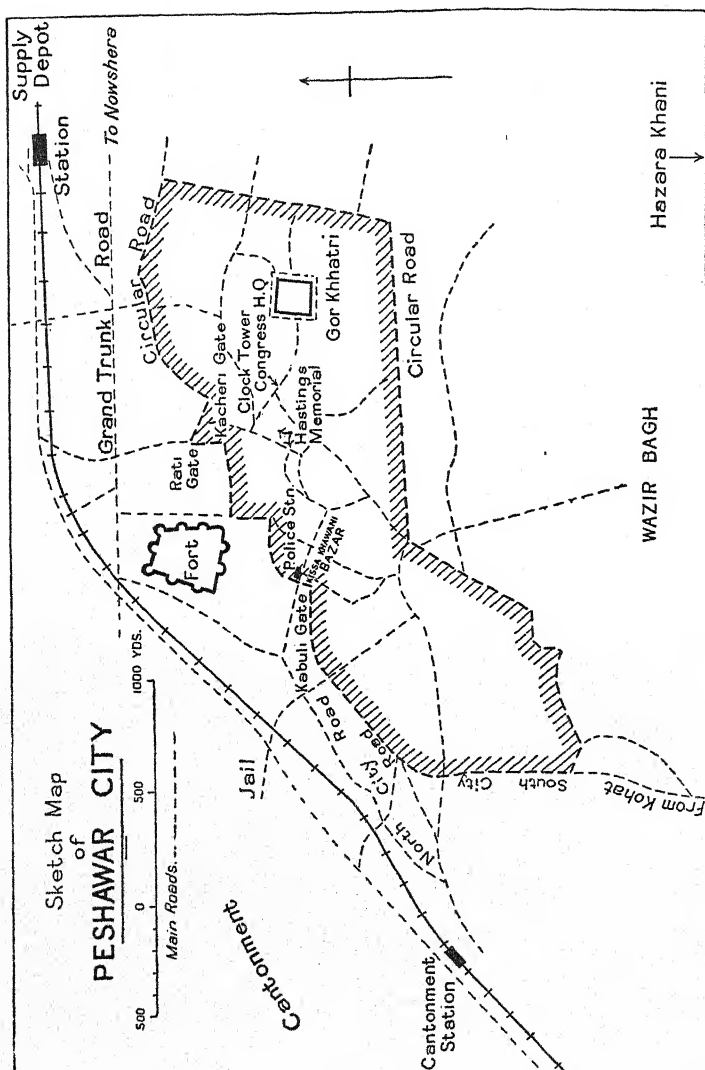 Sketch Map
of
PESHAWAR CITY
500
0
500
1000 YDS.
Main Roads
Supply
Depot
Station
To Nowshera
Grand Trunk Road
Circular Road
Fort
Rati
Gate
Kacheri Gate
Clock Tower
Congress H.Q
Gor Khhatri
Hastings
Memorial
Police Stn.
KISSA KHAWANI
BAZAR
Kabuli Gate
Circular Road
Jail
North City Road
Road
South City
From Kohat
Cantonment
Cantonment
Station
WAZIR BAGH
Hazara Khani